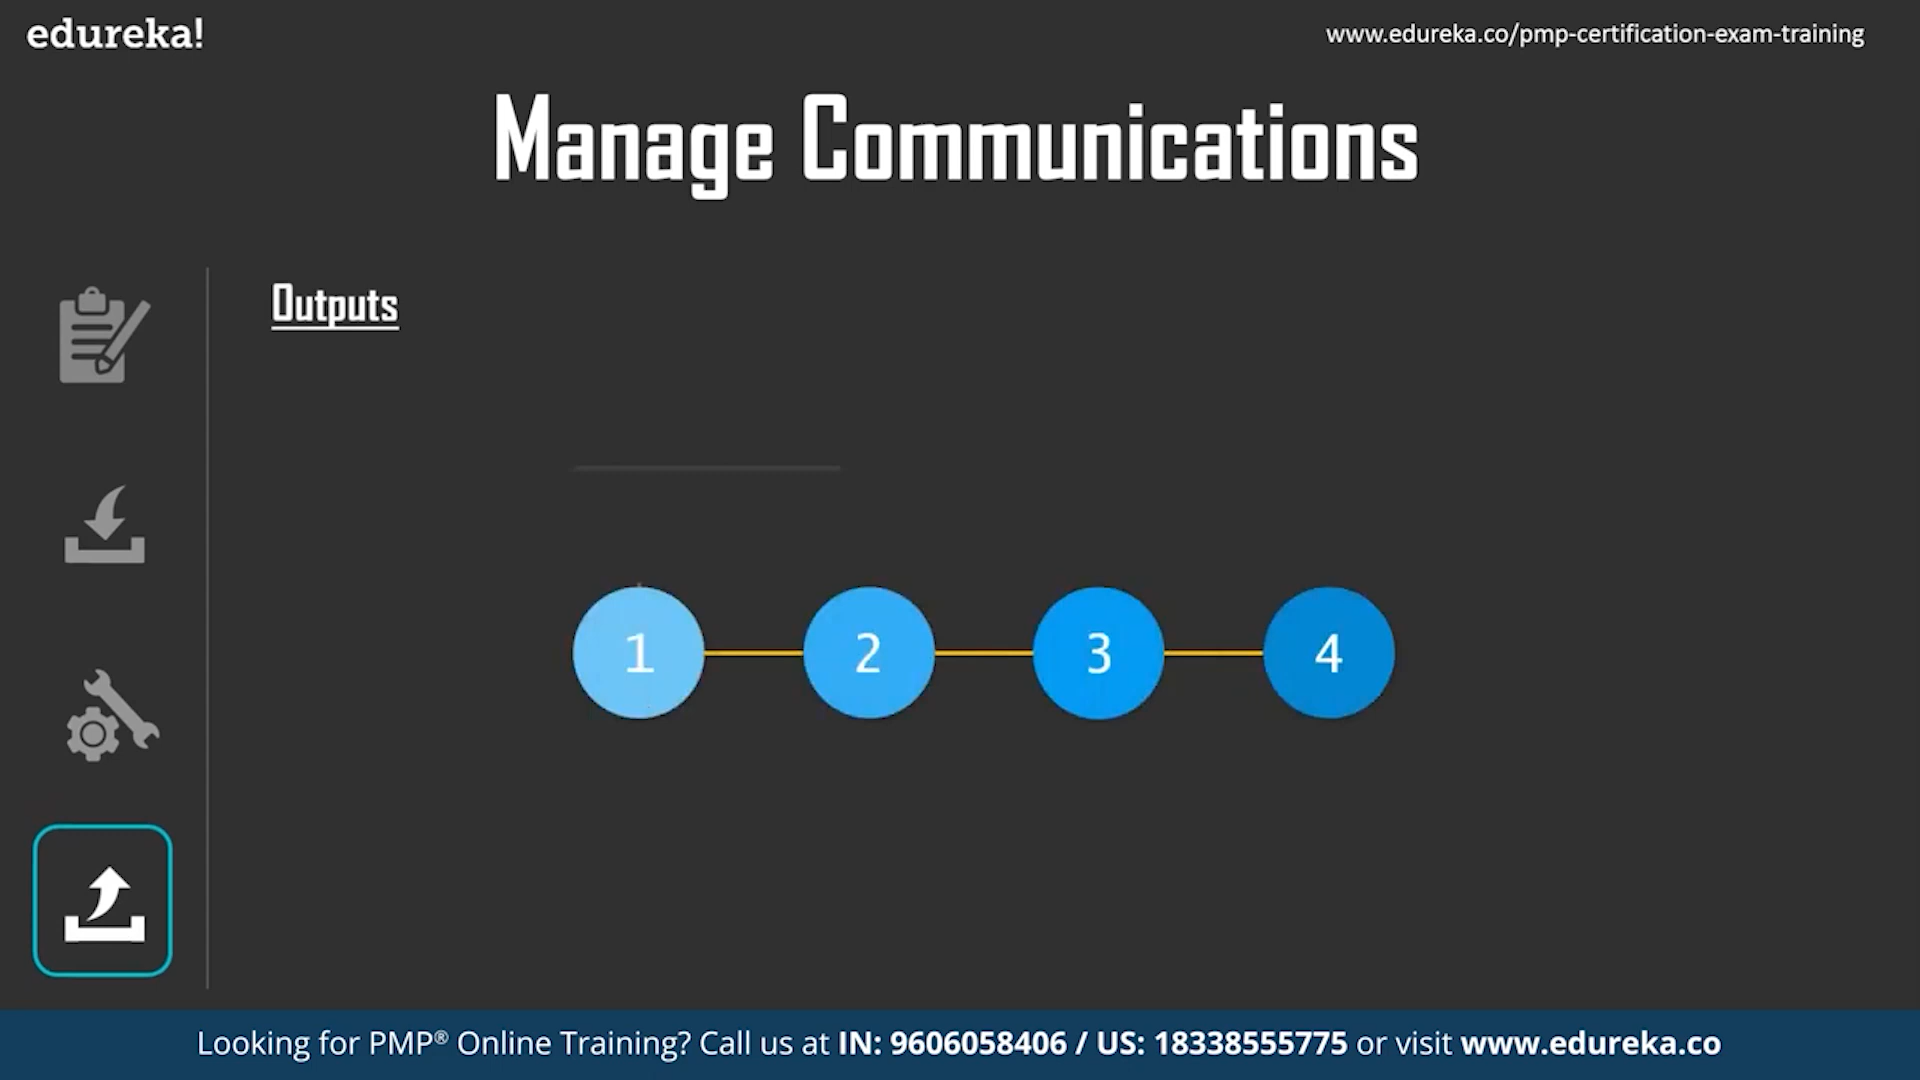 edureka!
www.edureka.co/pmp-certification-exam-training
Manage Communications
Outputs
1 2 3 4
Looking for PMP® Online Training? Call us at IN: 9606058406 / US: 18338555775 or visit www.edureka.co